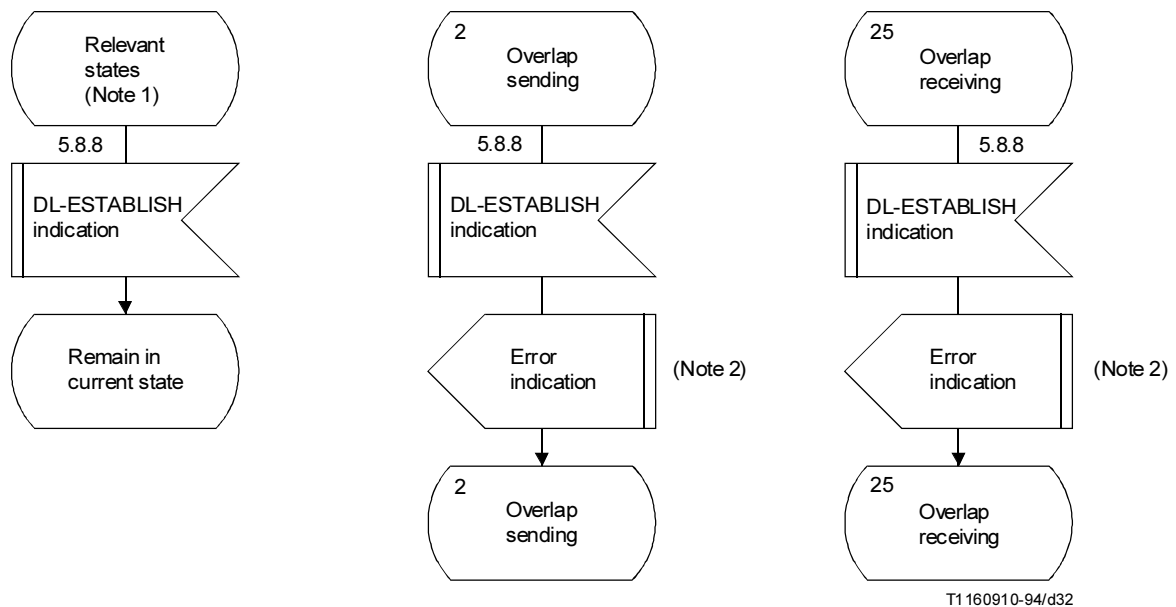 Relevant
states
(Note 1)
5.8.8
DL-ESTABLISH
indication
Remain in
current state
2
Overlap
sending
5.8.8
DL-ESTABLISH
indication
Error
indication
(Note 2)
2
Overlap
sending
25
Overlap
receiving
5.8.8
DL-ESTABLISH
indication
Error
indication
(Note 2)
25
Overlap
receiving
T1160910-94/d32